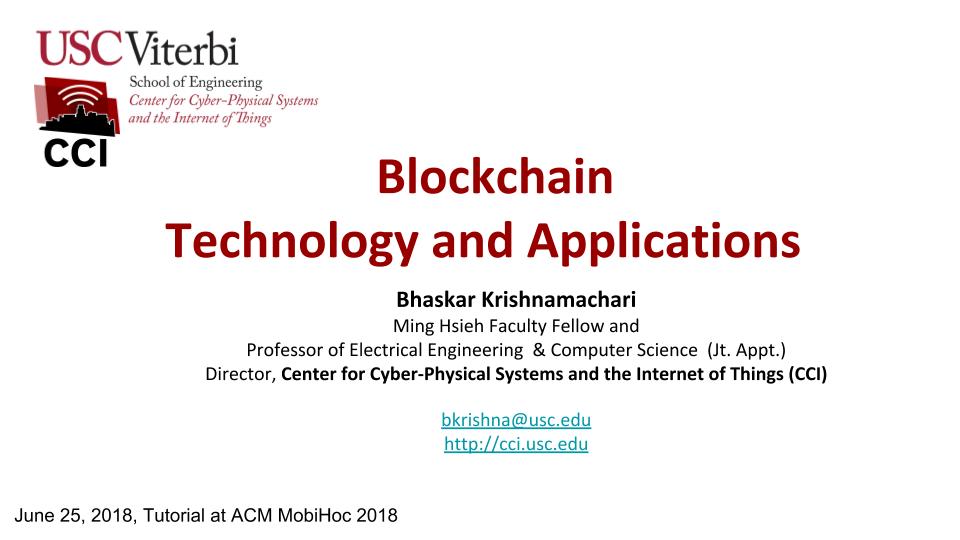 USC Viterbi
School of Engineering
Center for Cyber-Physical Systems
and the Internet of Things
CCI
Blockchain
Technology and Applications
Bhaskar Krishnamachari
Ming Hsieh Faculty Fellow and
Professor of Electrical Engineering & Computer Science (Jt. Appt.)
Director, Center for Cyber-Physical Systems and the Internet of Things (CCI)
bkrishna@usc.edu
http://cci.usc.edu
June 25, 2018, Tutorial at ACM MobiHoc 2018